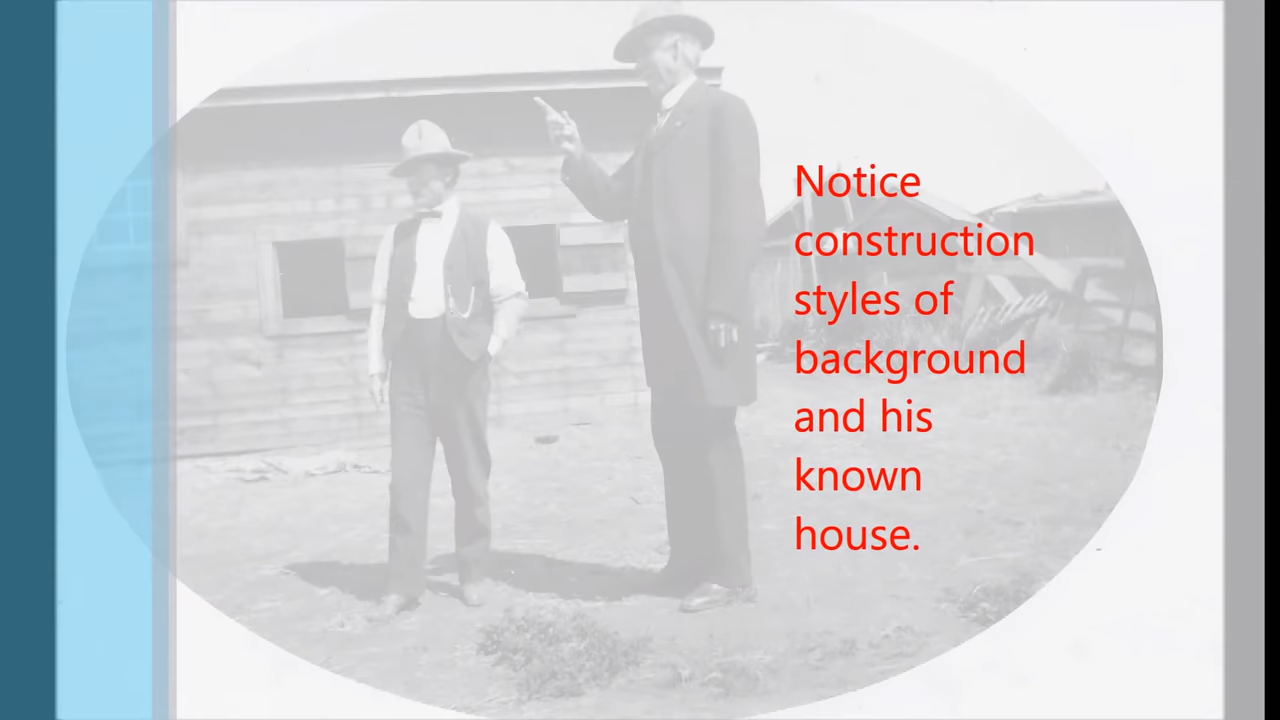 Notice
construction
styles of
background
and his
known
house.